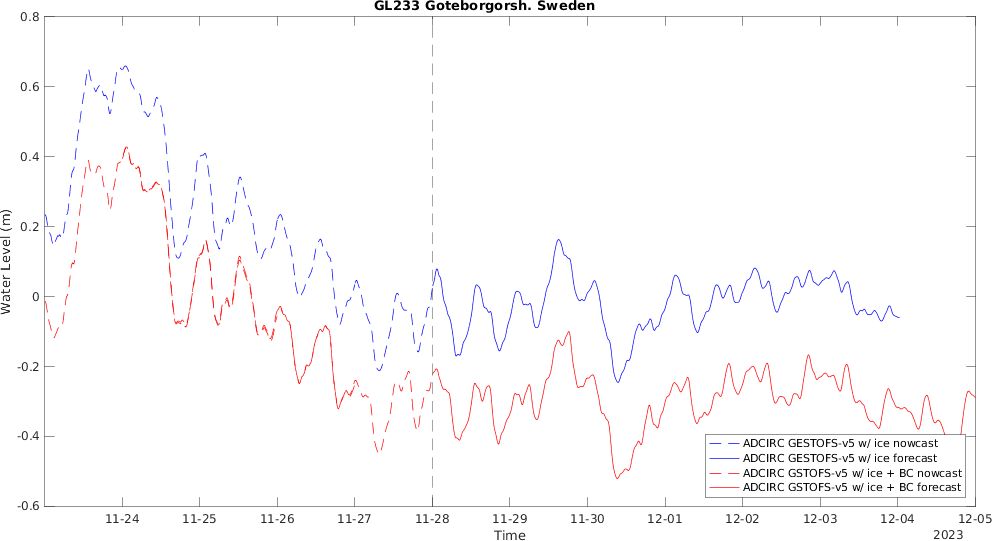 GL233 Goteborgorsh. Sweden
0.8
0.6
0.4
0.2
0
-0.2
-0.4
-0.6
Water Level (m)
11-24 11-25 11-26 11-27 11-28 11-29 11-30 12-01 12-02 12-03 12-04 12-05
Time
2023
ADCIRC GESTOFS-v5 w/ ice nowcast
ADCIRC GESTOFS-v5 w/ ice forecast
ADCIRC GSTOFS-v5 w/ ice + BC nowcast
ADCIRC GSTOFS-v5 w/ ice + BC forecast